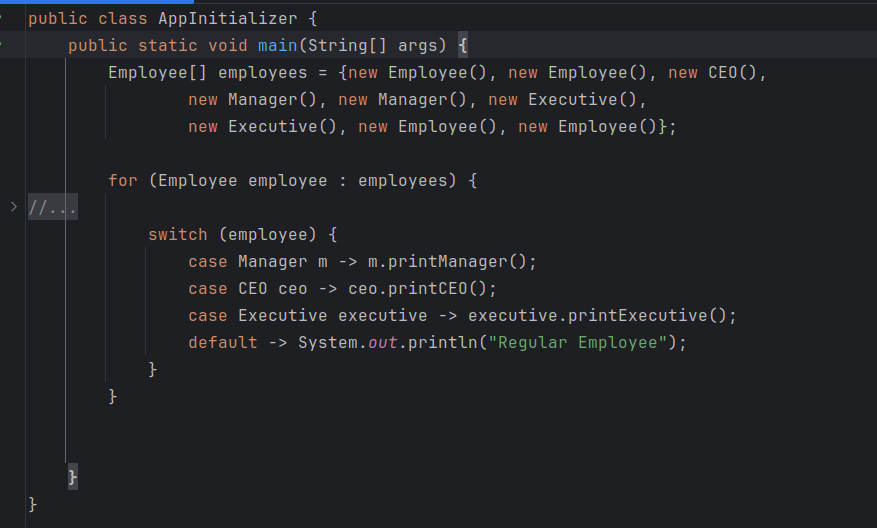 public class AppInitializer {
    public static void main(String[] args) {
        Employee[] employees = {new Employee(), new Employee(), new CEO(),
                new Manager(), new Manager(), new Executive(),
                new Executive(), new Employee(), new Employee()};
        for (Employee employee : employees) {
//...
            switch (employee) {
                case Manager m -> m.printManager();
                case CEO ceo -> ceo.printCEO();
                case Executive executive -> executive.printExecutive();
                default -> System.out.println("Regular Employee");
            }
        }
    }
}